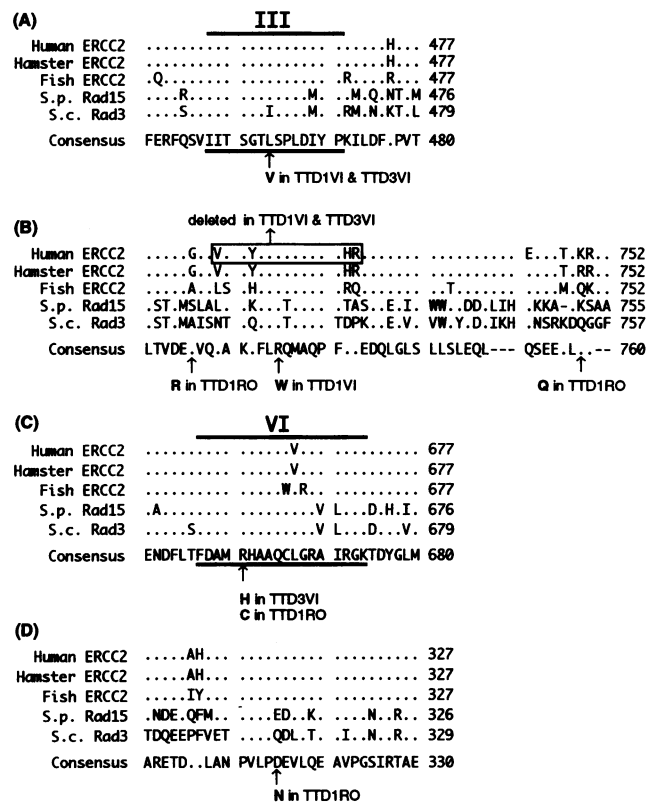 (A)
III
Human ERCC2 .......... .......... .......H... 477
Hamster ERCC2 .......... .......... .......H... 477
Fish ERCC2 .Q........ .......... ...R...R... 477
S.p. Rad15 ...R...... .......M.. .M.Q.NT.M 476
S.c. Rad3 ...S...... ...I...M.. .RM.N.KT.L 479
Consensus FERFQSVIIT SGTLSPLDIY PKILDF.PVT 480
V in TTD1VI & TTD3VI
deleted in TTD1VI & TTD3VI
(B)
Human ERCC2 .....G.V.. .Y........ HR........ .......... E...T.KR.. 752
Hamster ERCC2 .....G.V.. .Y........ HR........ .......... ....T.RR.. 752
Fish ERCC2 .....A.LS .H........ RQ........ ..T....... ....M.QK.. 752
S.p. Rad15 .ST.MSLAL. .K...T.... TAS..E.I.. WW..DD.LIH .KKA-.KSAA 755
S.c. Rad3 .ST.MAISNT .Q...T.... TDPK..E.V. VW.Y.D.IKH .NSRKDQGGF 757
Consensus LTVDE.VQ.A K.FLRQMAQP F..EDQLGLS LLSLEQL--- QSEE.L..-- 760
R in TTD1RO W in TTD1VI Q in TTD1RO
(C)
VI
Human ERCC2 .......... .....V.... .......... 677
Hamster ERCC2 .......... .....V.... .......... 677
Fish ERCC2 .......... ....W.R... .......... 677
S.p. Rad15 .A........ ........V. L...D.H.I. 676
S.c. Rad3 .....S.... ........V. L...D...V. 679
Consensus ENDFLTFDAM RHAAQCLGRA IRGKTDYGLM 680
H in TTD3VI
C in TTD1RO
(D)
Human ERCC2 .....AH... .......... .......... 327
Hamster ERCC2 .....AH... .......... .......... 327
Fish ERCC2 .....IY... .......... .......... 327
S.p. Rad15 .NDE.QFM.. ....ED..K. ....N..R.. 326
S.c. Rad3 TDQEEPFVET ....QDL.T. .I..N..R.. 329
Consensus ARETD..LAN PVLPDEVLQE AVPGSIRTAE 330
N in TTD1RO